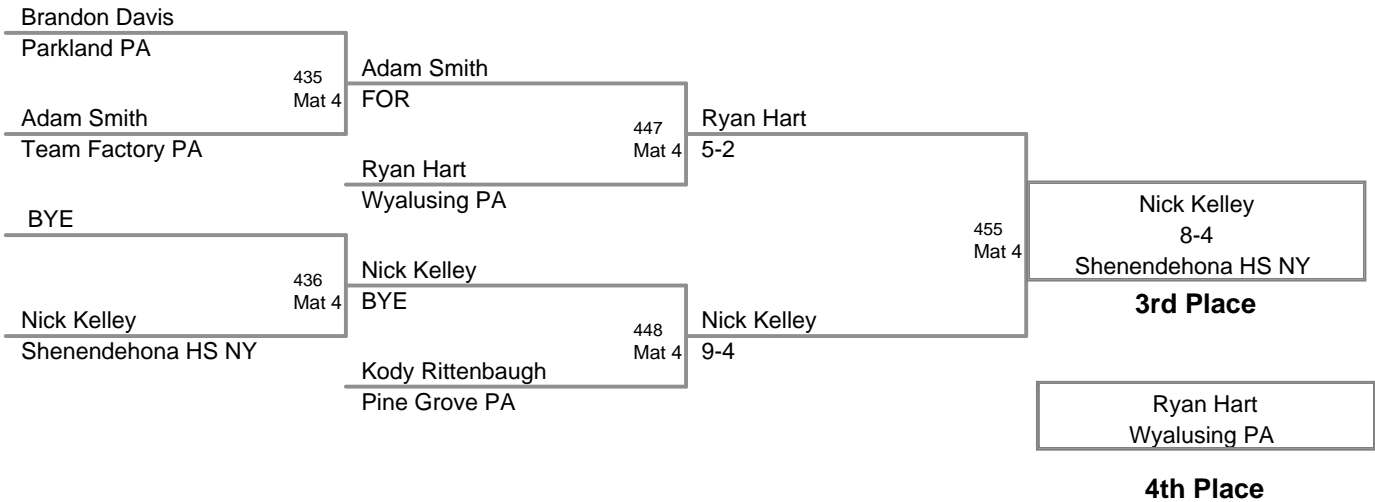 Brandon Davis
Parkland PA
435
Mat 4
Adam Smith
Team Factory PA
Adam Smith
FOR
447
Mat 4
Ryan Hart
Wyalusing PA
Ryan Hart
5-2
BYE
436
Mat 4
Nick Kelley
Shenendehona HS NY
Nick Kelley
BYE
448
Mat 4
Kody Rittenbaugh
Pine Grove PA
Nick Kelley
9-4
455
Mat 4
Nick Kelley
8-4
Shenendehona HS NY
3rd Place
Ryan Hart
Wyalusing PA
4th Place